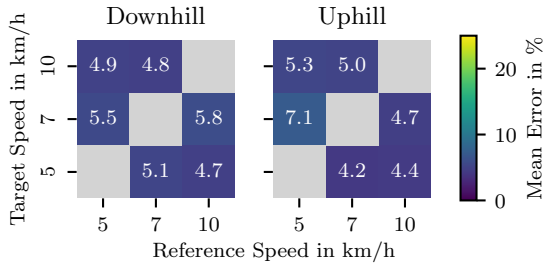 Downhill Uphill
Target Speed in km/h
10 4.9 4.8 5.3 5.0
7 5.5 5.8 7.1 4.7
5 5.1 4.7 4.2 4.4
5 7 10 5 7 10
Reference Speed in km/h
20
10
0
Mean Error in %